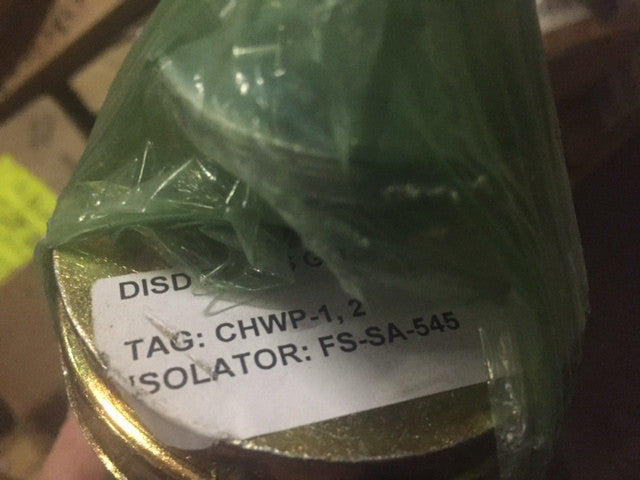 DISD
TAG: CHWP-1, 2
ISOLATOR: FS-SA-545